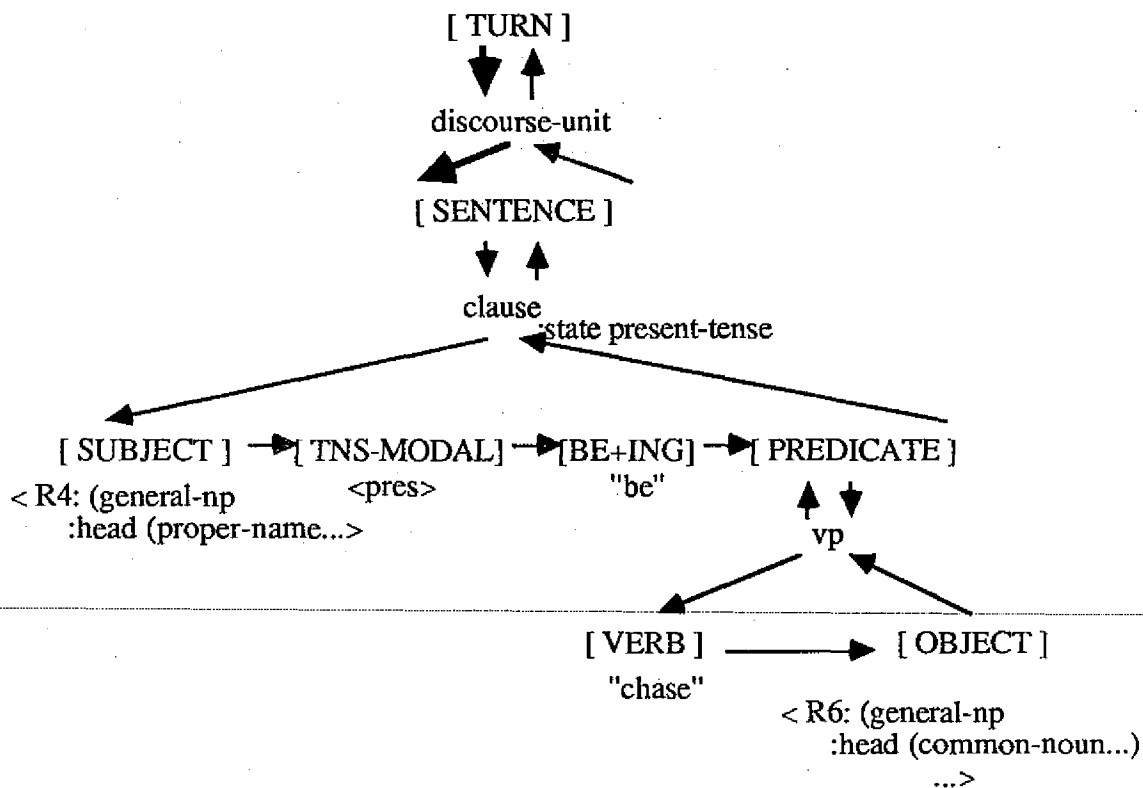 [ TURN ]
discourse-unit
[ SENTENCE ]
clause
:state present-tense
[ SUBJECT ] [ TNS-MODAL] [BE+ING] [ PREDICATE ]
< R4: (general-np <pres> "be"
:head (proper-name...>
vp
[ VERB ] [ OBJECT ]
"chase"
< R6: (general-np
:head (common-noun...)
...>